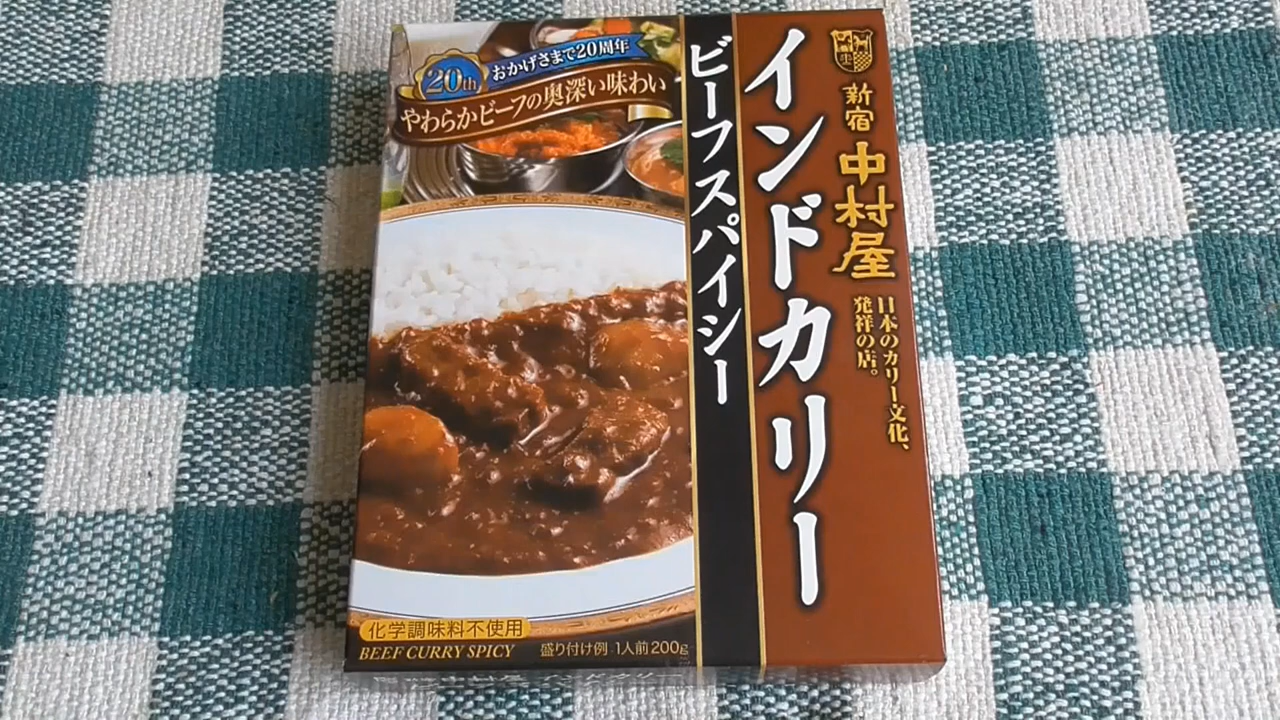 新宿
中村屋
日本のカリー文化、
発祥の店。
インドカリー
ビーフスパイシー
20th
おかげさまで20周年
やわらかビーフの奥深い味わい
化学調味料不使用
BEEF CURRY SPICY
盛り付け例 1人前200g